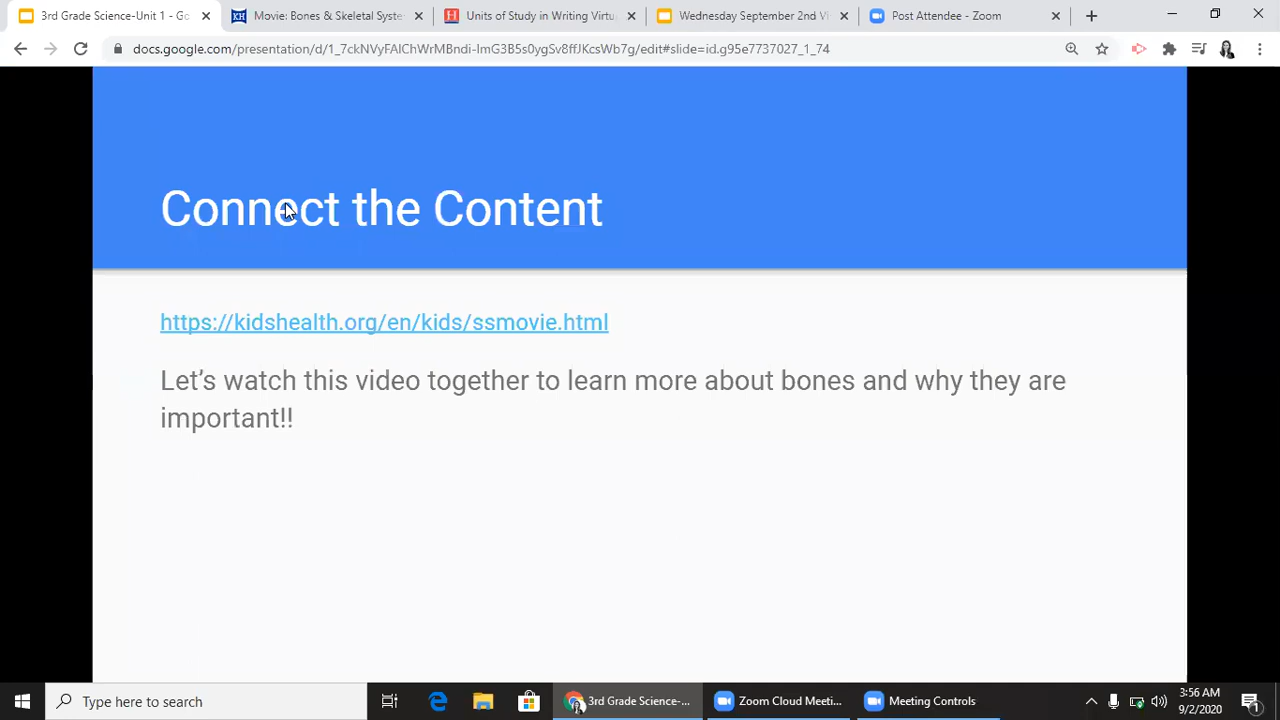 3rd Grade Science-Unit 1 - Go
Movie: Bones & Skeletal Syste
Units of Study in Writing Virtu
Wednesday September 2nd Vi
Post Attendee - Zoom
docs.google.com/presentation/d/1_7ckNVyFAIChWrMBndi-ImG3B5s0ygSv8ffJKcsWb7g/edit#slide=id.g95e7737027_1_74
Connect the Content
https://kidshealth.org/en/kids/ssmovie.html
Let’s watch this video together to learn more about bones and why they are
important!!
Type here to search
3rd Grade Science-...
Zoom Cloud Meeti...
Meeting Controls
3:56 AM
9/2/2020
1